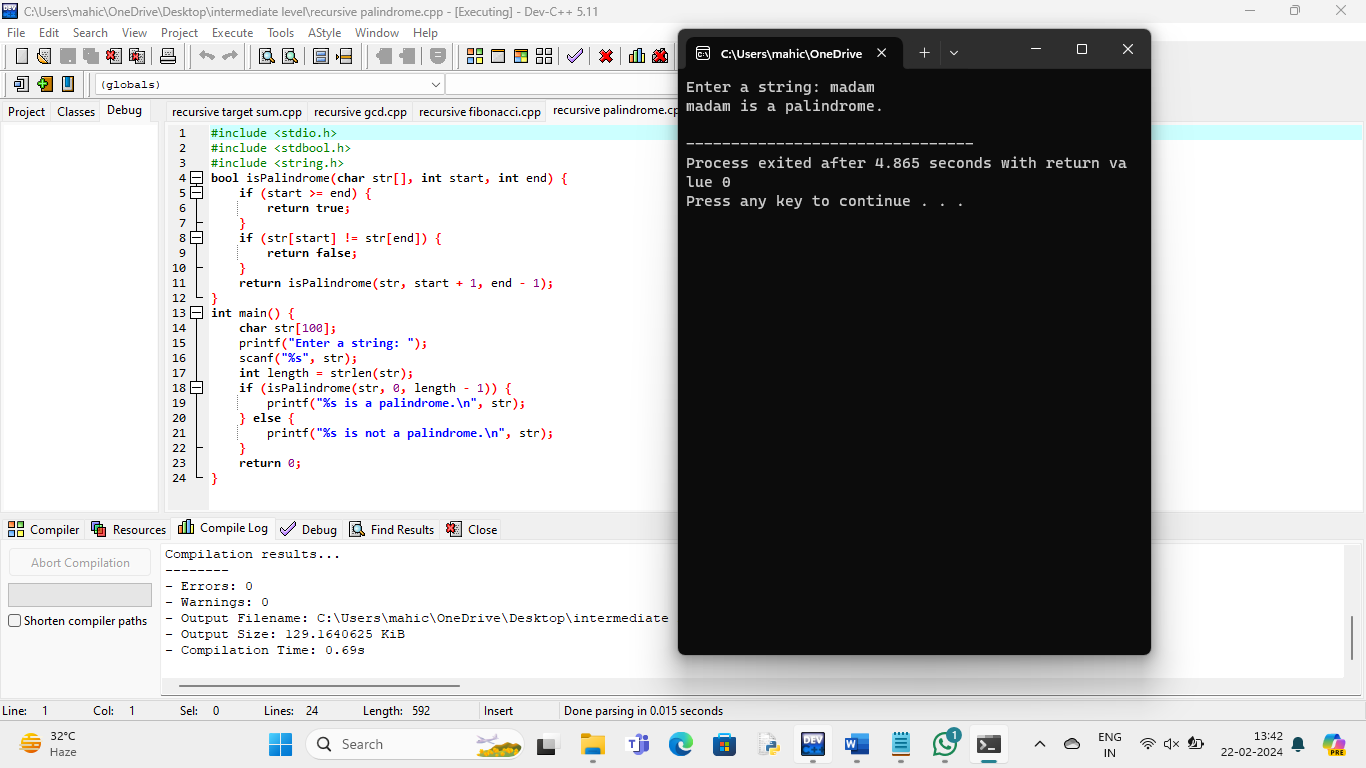 C:\Users\mahic\OneDrive\Desktop\intermediate level\recursive palindrome.cpp - [Executing] - Dev-C++ 5.11
File Edit Search View Project Execute Tools AStyle Window Help
(globals)
Project Classes Debug
recursive target sum.cpp recursive gcd.cpp recursive fibonacci.cpp recursive palindrome.cp
1 #include <stdio.h>
2 #include <stdbool.h>
3 #include <string.h>
4 bool isPalindrome(char str[], int start, int end) {
5 if (start >= end) {
6 return true;
7 }
8 if (str[start] != str[end]) {
9 return false;
10 }
11 return isPalindrome(str, start + 1, end - 1);
12 }
13 int main() {
14 char str[100];
15 printf("Enter a string: ");
16 scanf("%s", str);
17 int length = strlen(str);
18 if (isPalindrome(str, 0, length - 1)) {
19 printf("%s is a palindrome.\n", str);
20 } else {
21 printf("%s is not a palindrome.\n", str);
22 }
23 return 0;
24 }
C:\Users\mahic\OneDrive
Enter a string: madam
madam is a palindrome.
--------------------------------
Process exited after 4.865 seconds with return va
lue 0
Press any key to continue . . .
Compiler Resources Compile Log Debug Find Results Close
Abort Compilation
Shorten compiler paths
Compilation results...
--------
- Errors: 0
- Warnings: 0
- Output Filename: C:\Users\mahic\OneDrive\Desktop\intermediate
- Output Size: 129.1640625 KiB
- Compilation Time: 0.69s
Line: 1 Col: 1 Sel: 0 Lines: 24 Length: 592 Insert Done parsing in 0.015 seconds
32°C
Haze
Search
DEV
1
ENG
IN
13:42
22-02-2024
PRE